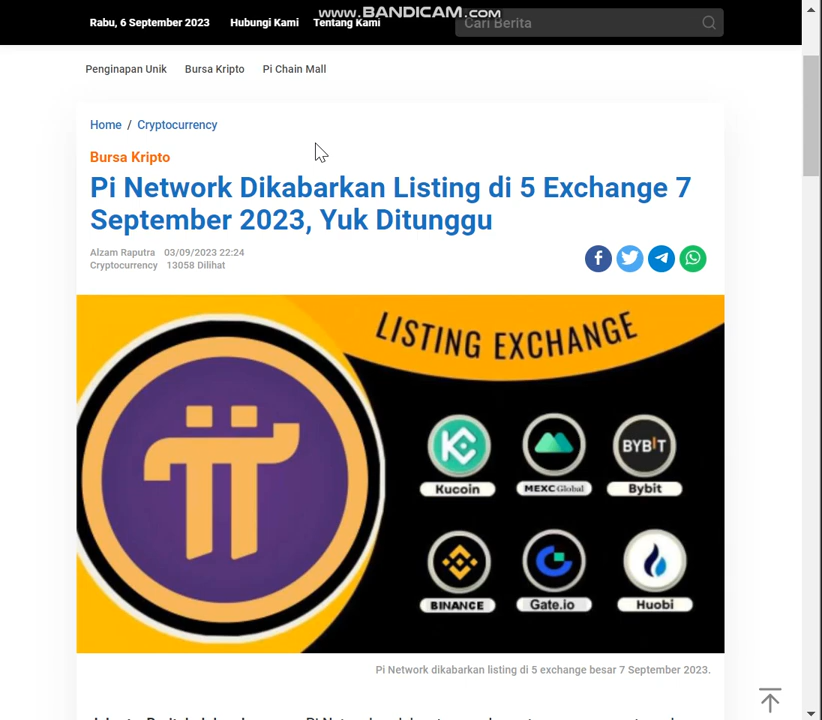 www.BANDICAM.com
Rabu, 6 September 2023 Hubungi Kami Tentang Kami Cari Berita
Penginapan Unik Bursa Kripto Pi Chain Mall
Home / Cryptocurrency
Bursa Kripto
Pi Network Dikabarkan Listing di 5 Exchange 7
September 2023, Yuk Ditunggu
Alzam Raputra 03/09/2023 22:24
Cryptocurrency 13058 Dilihat
LISTING EXCHANGE
BYBIT
Kucoin MEXC Global Bybit
BINANCE Gate.io Huobi
Pi Network dikabarkan listing di 5 exchange besar 7 September 2023.